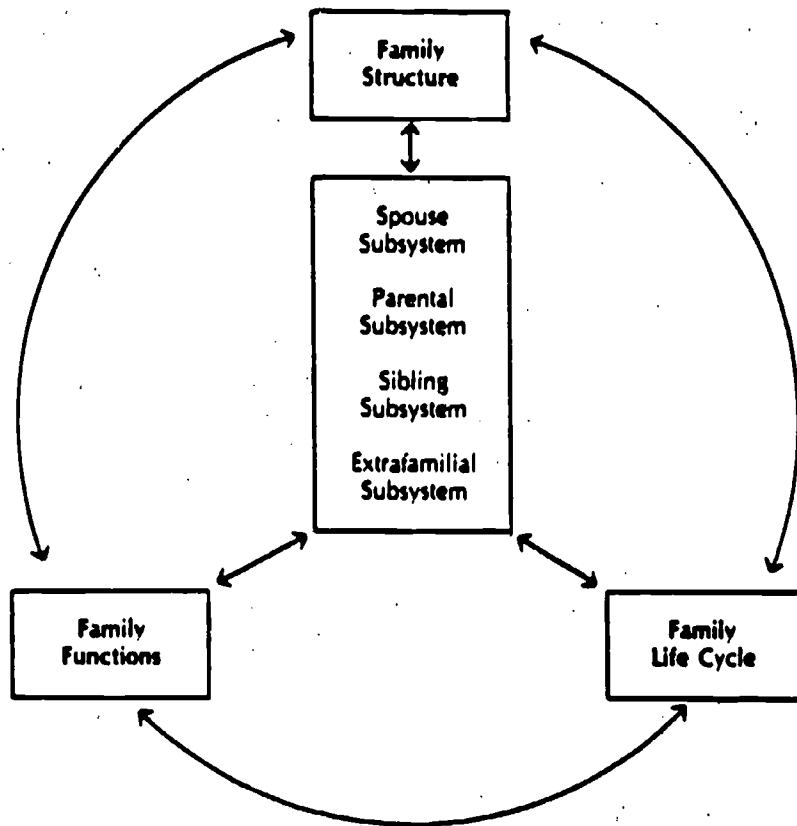 Family
Structure
Spouse
Subsystem
Parental
Subsystem
Sibling
Subsystem
Extrafamilial
Subsystem
Family
Functions
Family
Life Cycle